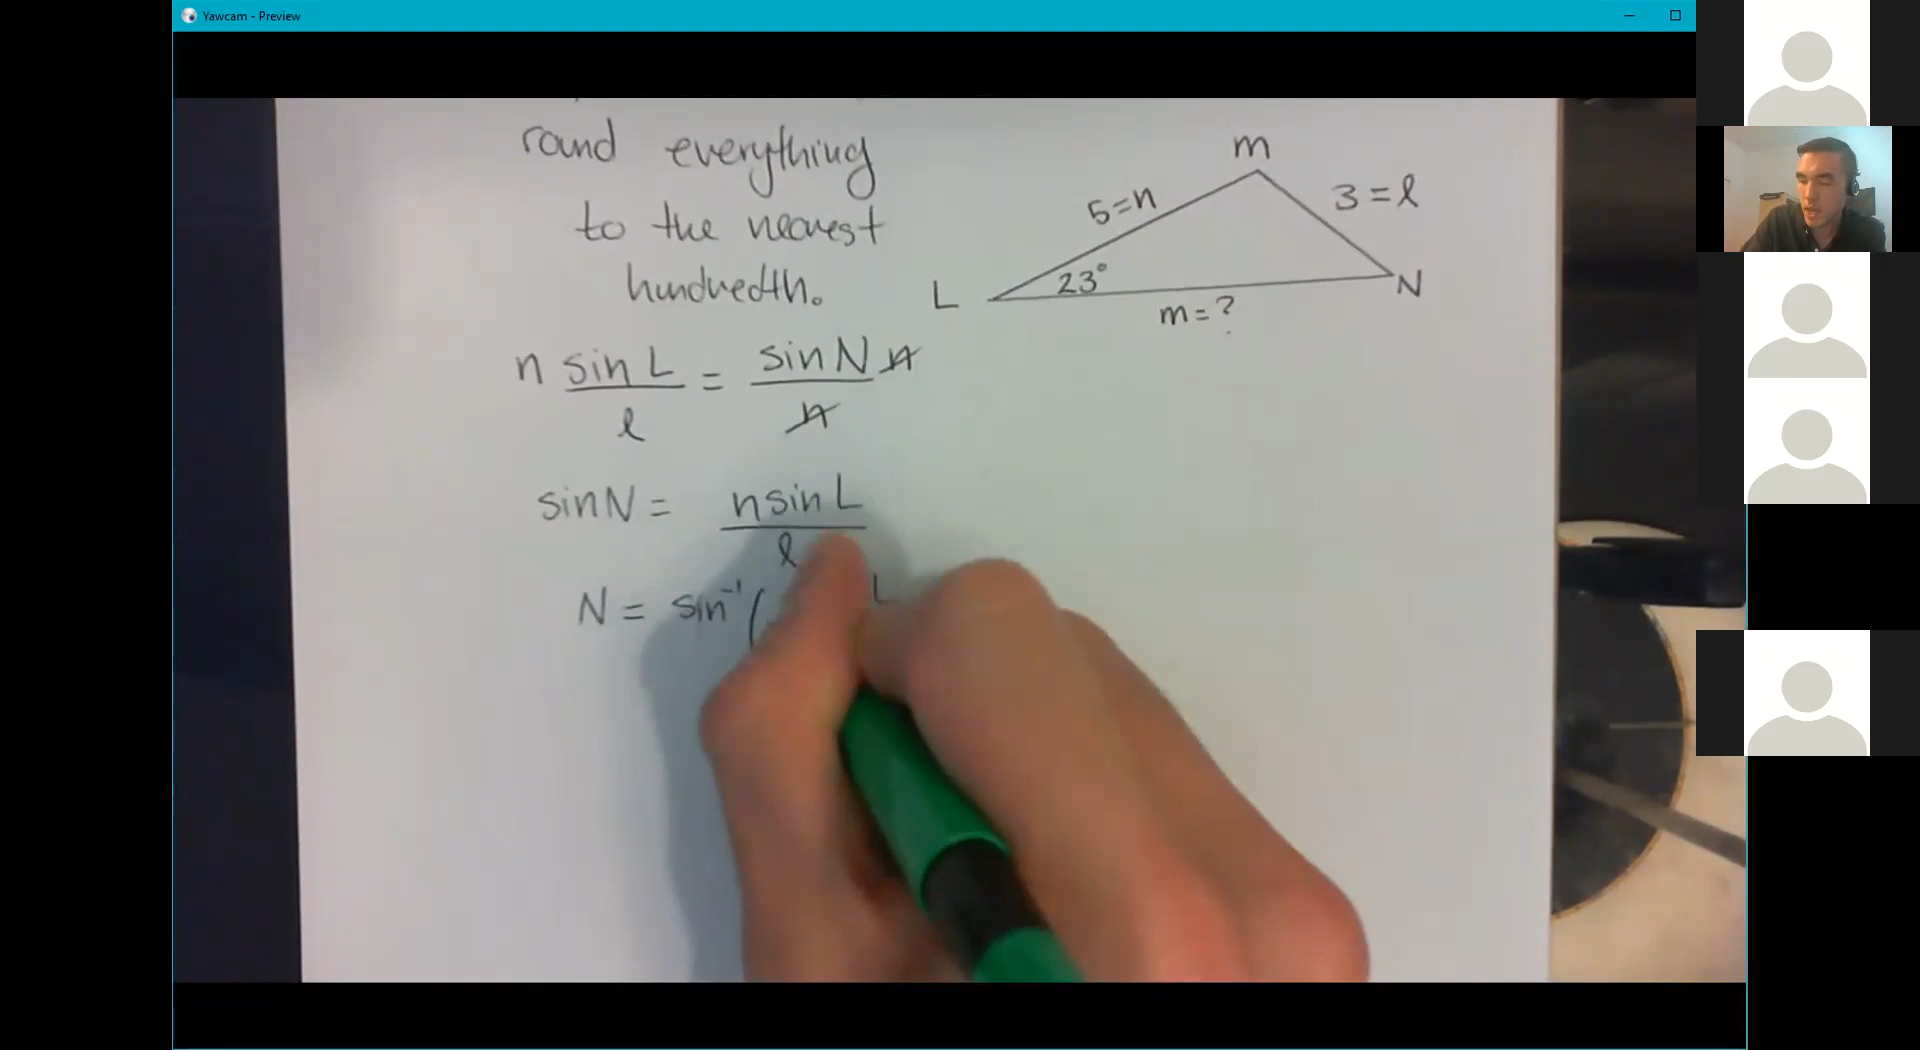 Yawcam - Preview
round everything
to the nearest
hundredth.
m
5=n
3=l
L
23°
N
m=?
n sin L / l = sin N n / n
sin N = n sin L / l
N = sin⁻¹( L